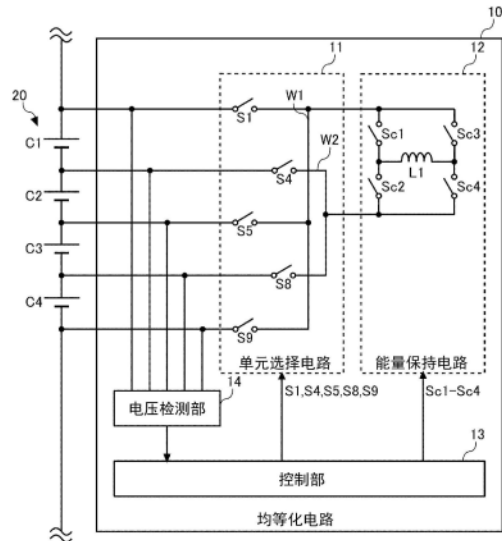 10
11
12
20
W1
S1
Sc1
Sc3
C1
W2
S4
L1
C2
Sc2
Sc4
S5
C3
S8
C4
S9
单元选择电路
能量保持电路
14
S1,S4,S5,S8,S9
Sc1-Sc4
电压检测部
13
控制部
均等化电路